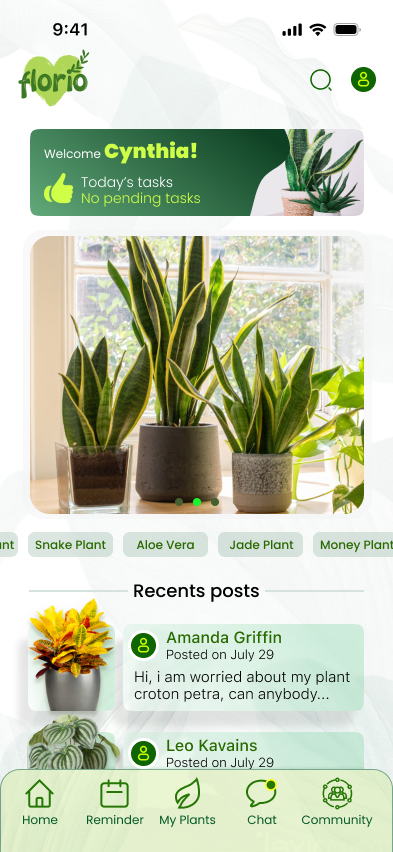 9:41
florio
Welcome Cynthia!
Today's tasks
No pending tasks
nt Snake Plant Aloe Vera Jade Plant Money Plant
Recents posts
Amanda Griffin
Posted on July 29
Hi, i am worried about my plant
croton petra, can anybody...
Leo Kavains
Posted on July 29
Home Reminder My Plants Chat Community